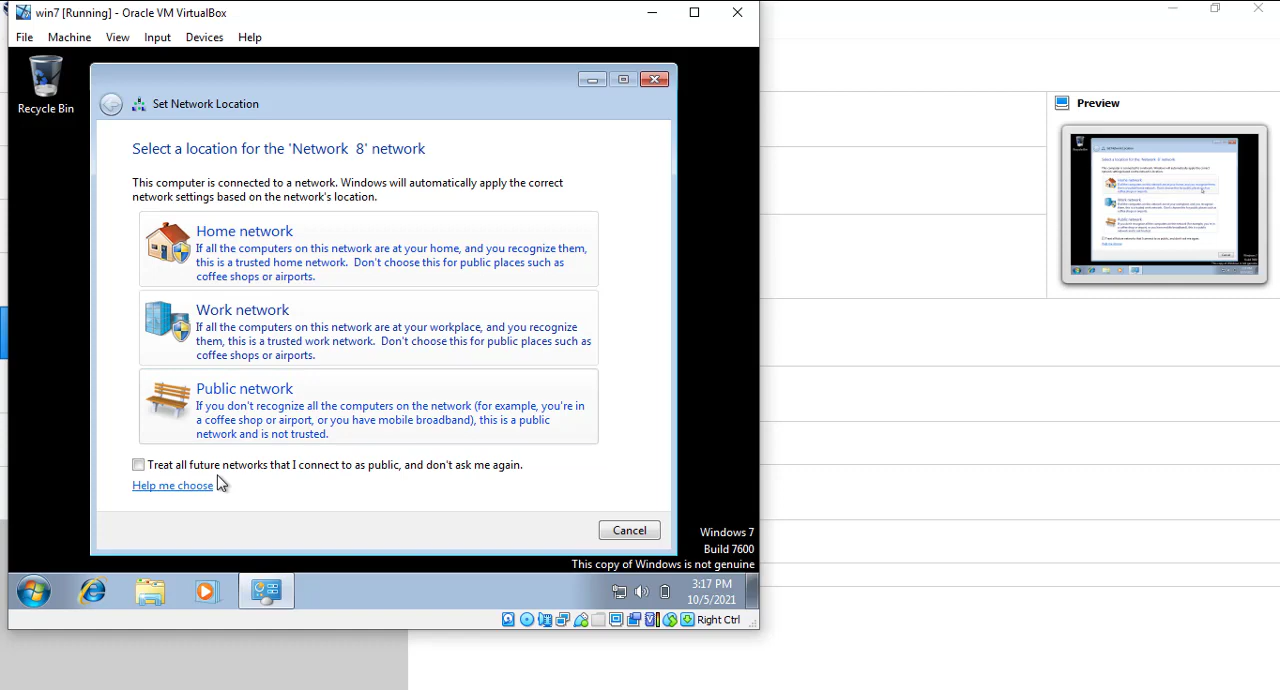 win7 [Running] - Oracle VM VirtualBox
File Machine View Input Devices Help
Recycle Bin
Set Network Location
Select a location for the 'Network 8' network
This computer is connected to a network. Windows will automatically apply the correct
network settings based on the network's location.
Home network
If all the computers on this network are at your home, and you recognize them,
this is a trusted home network. Don't choose this for public places such as
coffee shops or airports.
Work network
If all the computers on this network are at your workplace, and you recognize
them, this is a trusted work network. Don't choose this for public places such as
coffee shops or airports.
Public network
If you don't recognize all the computers on the network (for example, you're in
a coffee shop or airport, or you have mobile broadband), this is a public
network and is not trusted.
Treat all future networks that I connect to as public, and don't ask me again.
Help me choose
Cancel
Windows 7
Build 7600
This copy of Windows is not genuine
3:17 PM
10/5/2021
Right Ctrl
Preview